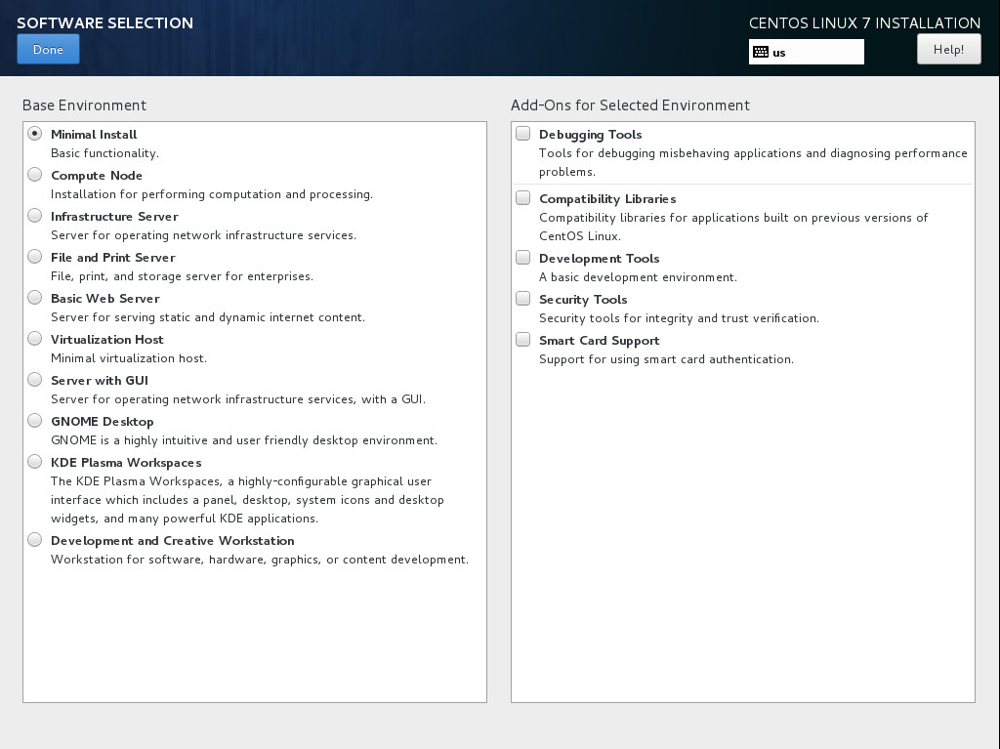 SOFTWARE SELECTION
CENTOS LINUX 7 INSTALLATION
Done
us
Help!
Base Environment
Minimal Install
Basic functionality.
Compute Node
Installation for performing computation and processing.
Infrastructure Server
Server for operating network infrastructure services.
File and Print Server
File, print, and storage server for enterprises.
Basic Web Server
Server for serving static and dynamic internet content.
Virtualization Host
Minimal virtualization host.
Server with GUI
Server for operating network infrastructure services, with a GUI.
GNOME Desktop
GNOME is a highly intuitive and user friendly desktop environment.
KDE Plasma Workspaces
The KDE Plasma Workspaces, a highly-configurable graphical user
interface which includes a panel, desktop, system icons and desktop
widgets, and many powerful KDE applications.
Development and Creative Workstation
Workstation for software, hardware, graphics, or content development.
Add-Ons for Selected Environment
Debugging Tools
Tools for debugging misbehaving applications and diagnosing performance
problems.
Compatibility Libraries
Compatibility libraries for applications built on previous versions of
CentOS Linux.
Development Tools
A basic development environment.
Security Tools
Security tools for integrity and trust verification.
Smart Card Support
Support for using smart card authentication.